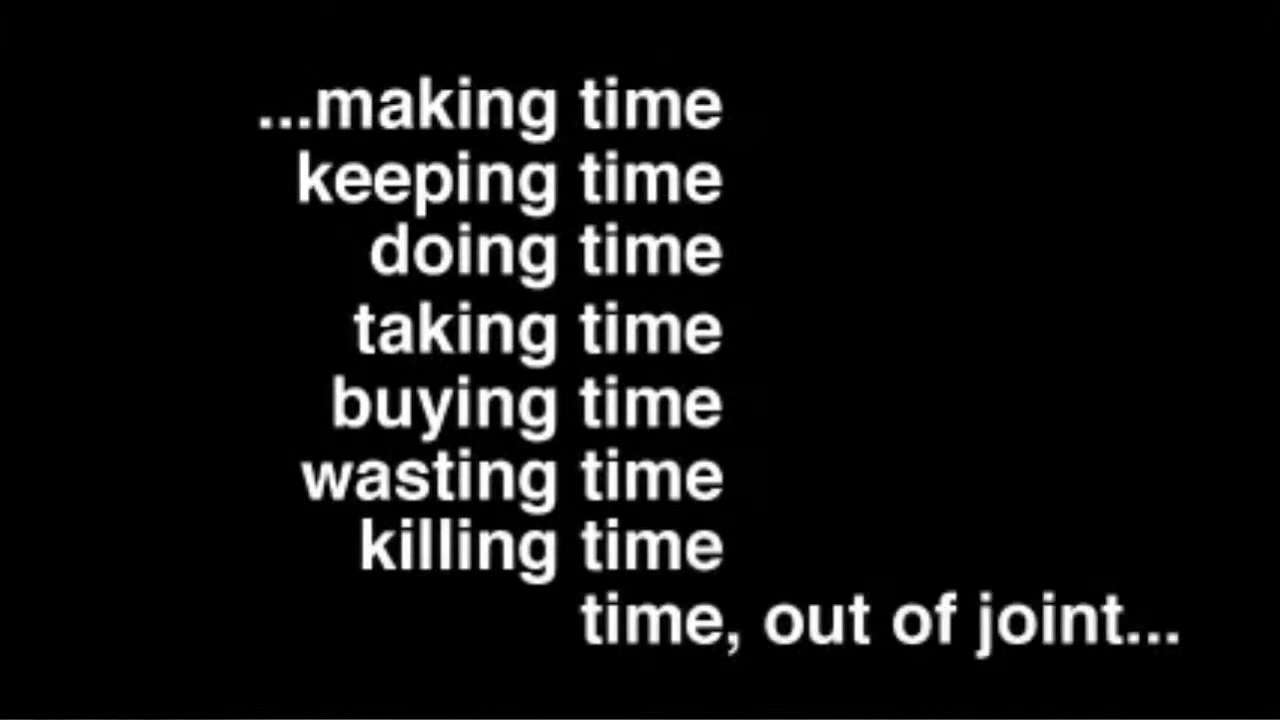 ...making time
keeping time
doing time
taking time
buying time
wasting time
killing time
time, out of joint...